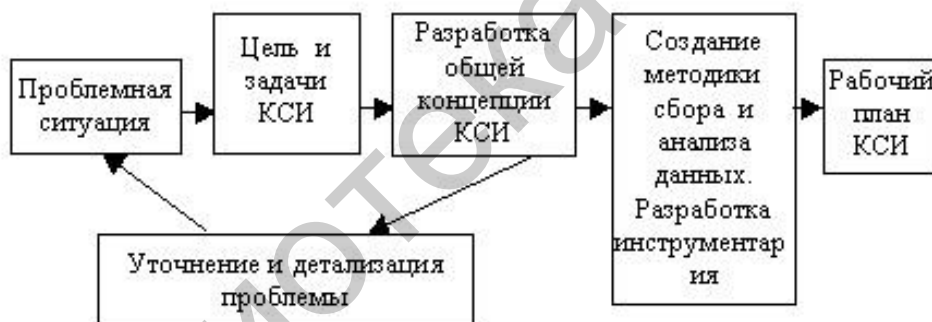 Проблемная
ситуация
Цель и
задачи
КСИ
Разработка
общей
концепции
КСИ
Создание
методики
сбора и
анализа
данных.
Разработка
инструментар
ия
Рабочий
план
КСИ
Уточнение и детализация
проблемы